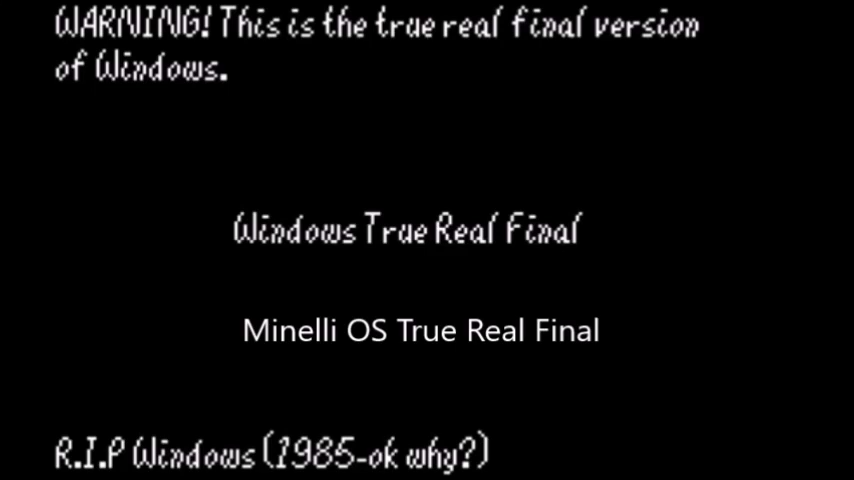 WARNING! This is the true real final version
of Windows.
Windows True Real Final
Minelli OS True Real Final
R.I.P Windows (1985-ok why?)